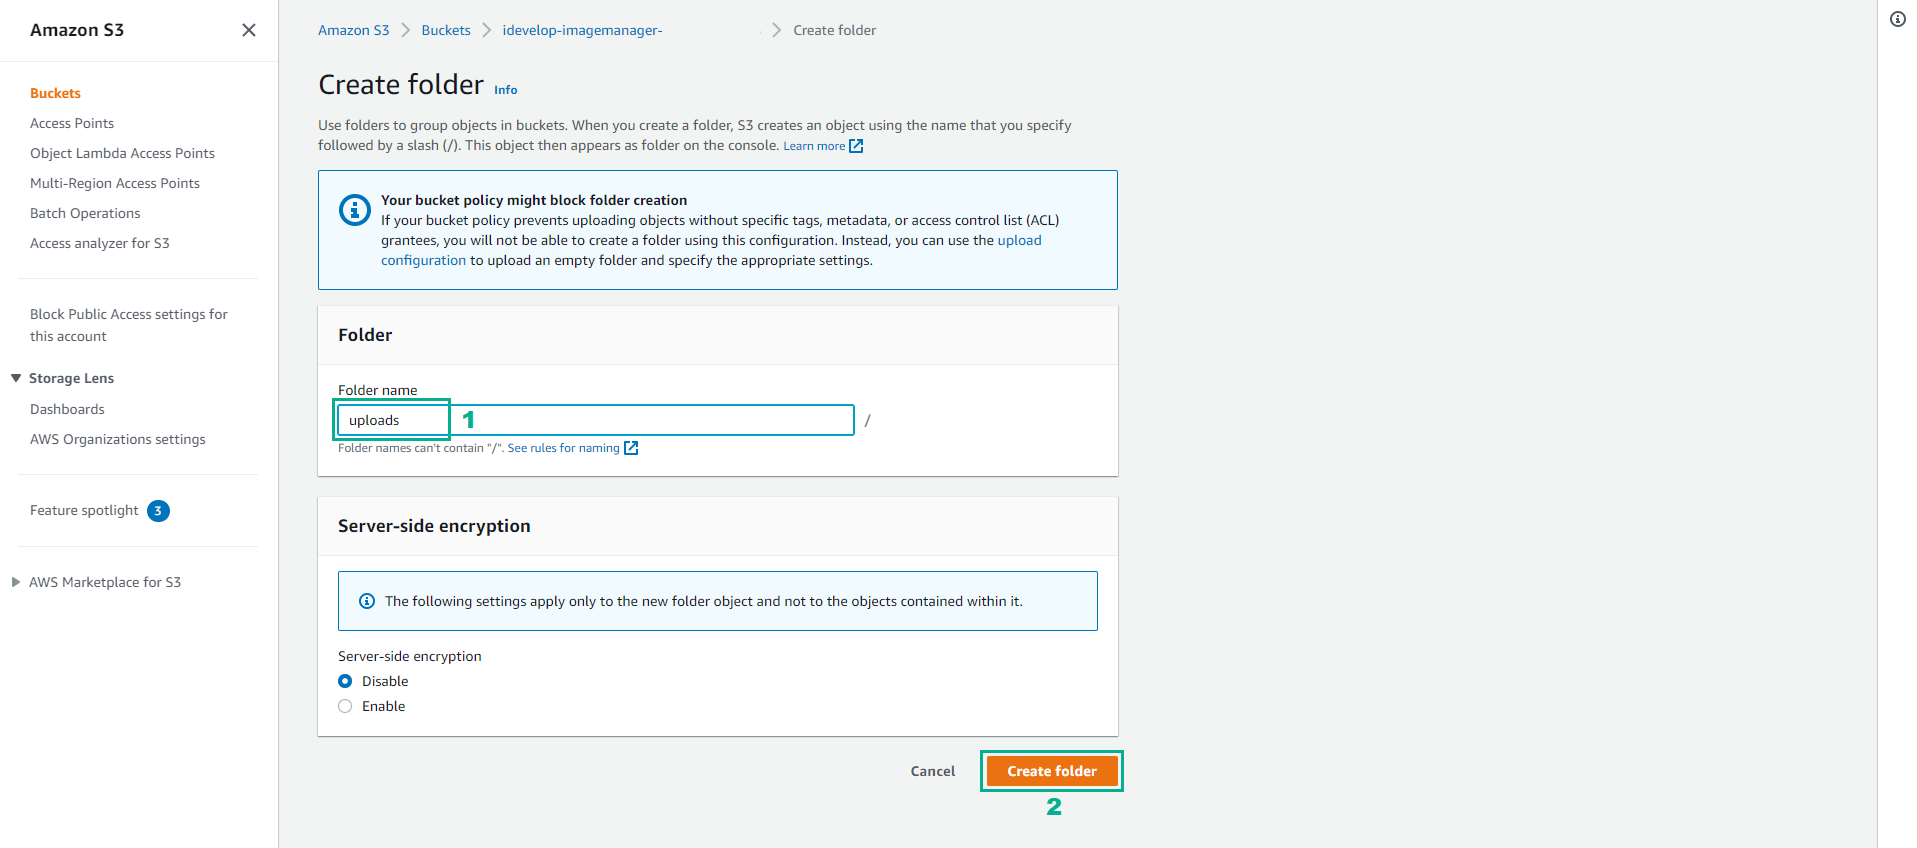 Amazon S3
Buckets
Access Points
Object Lambda Access Points
Multi-Region Access Points
Batch Operations
Access analyzer for S3
Block Public Access settings for
this account
Storage Lens
Dashboards
AWS Organizations settings
Feature spotlight 3
AWS Marketplace for S3
Amazon S3 Buckets idevelop-imagemanager- Create folder
Create folder Info
Use folders to group objects in buckets. When you create a folder, S3 creates an object using the name that you specify
followed by a slash (/). This object then appears as folder on the console. Learn more
Your bucket policy might block folder creation
If your bucket policy prevents uploading objects without specific tags, metadata, or access control list (ACL)
grantees, you will not be able to create a folder using this configuration. Instead, you can use the upload
configuration to upload an empty folder and specify the appropriate settings.
Folder
Folder name
uploads 1 /
Folder names can't contain "/". See rules for naming
Server-side encryption
The following settings apply only to the new folder object and not to the objects contained within it.
Server-side encryption
Disable
Enable
Cancel Create folder
2